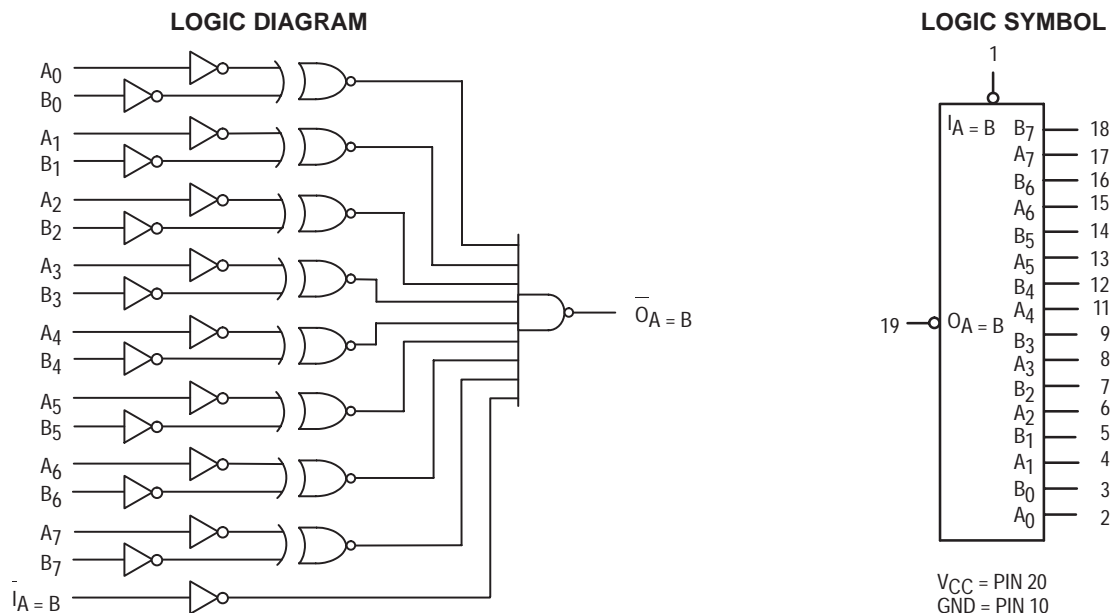 LOGIC DIAGRAM
A0
B0
A1
B1
A2
B2
A3
B3
A4
B4
A5
B5
A6
B6
A7
B7
I̅A = B
O̅A = B
LOGIC SYMBOL
1
IA = B
B7 18
A7 17
B6 16
A6 15
B5 14
A5 13
B4 12
A4 11
19 OA = B
B3 9
A3 8
B2 7
A2 6
B1 5
A1 4
B0 3
A0 2
VCC = PIN 20
GND = PIN 10